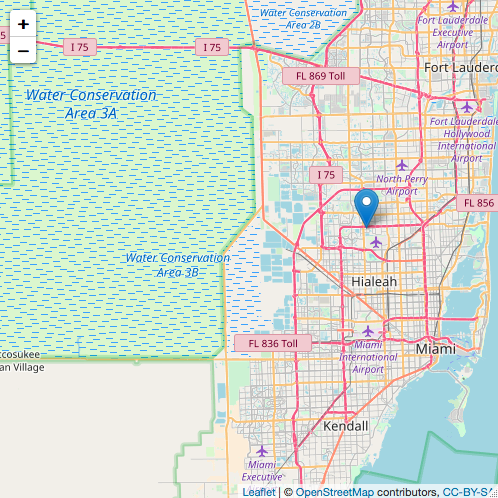 +
−
Water Conservation
Area 2B
Fort Lauderdale
Executive
Airport
5
I 75
I 75
FL 869 Toll
Fort Lauderd
Water Conservation
Area 3A
Fort Lauderdale
Hollywood
International
Airport
I 75
North Perry
Airport
FL 856
Water Conservation
Area 3B
Hialeah
FL 836 Toll
Miami
International
Airport
Miami
ccosukee
an Village
Kendall
Miami
Executive
Leaflet | © OpenStreetMap contributors, CC-BY-SA